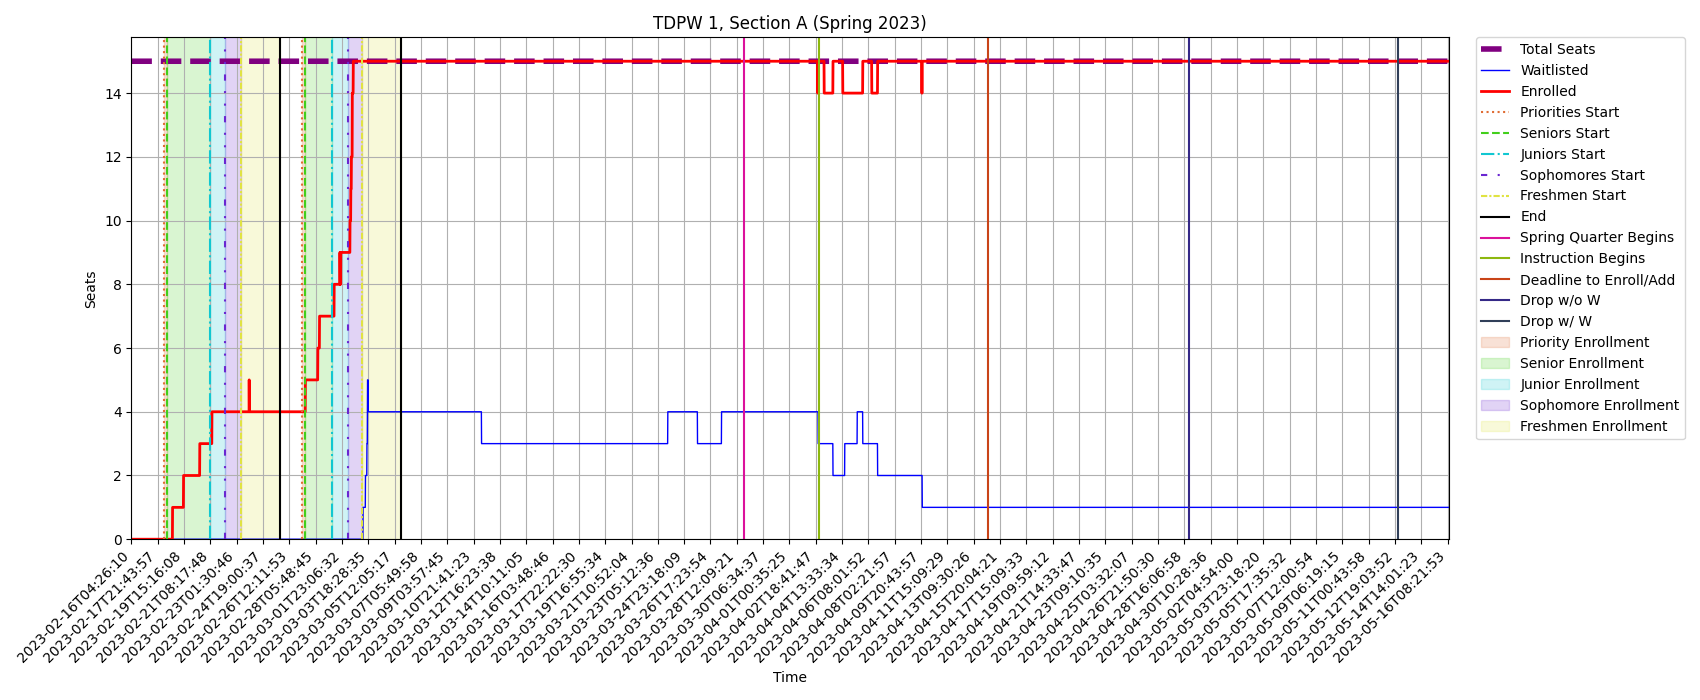 TDPW 1, Section A (Spring 2023)
Seats
14
12
10
8
6
4
2
0
2023-02-16T04:26:10
2023-02-17T21:43:57
2023-02-19T15:16:08
2023-02-21T08:17:48
2023-02-23T01:30:46
2023-02-24T19:00:37
2023-02-26T12:11:53
2023-02-28T05:48:45
2023-03-01T23:06:32
2023-03-03T18:28:35
2023-03-05T12:05:17
2023-03-07T05:49:58
2023-03-09T03:57:45
2023-03-10T21:41:23
2023-03-12T16:23:38
2023-03-14T10:11:05
2023-03-16T03:48:46
2023-03-17T22:22:30
2023-03-19T16:55:34
2023-03-21T10:52:04
2023-03-23T05:12:36
2023-03-24T23:18:09
2023-03-26T17:23:54
2023-03-28T12:09:21
2023-03-30T06:34:37
2023-04-01T00:35:25
2023-04-02T18:41:47
2023-04-04T13:33:34
2023-04-06T08:01:52
2023-04-08T02:21:57
2023-04-09T20:43:57
2023-04-11T15:09:29
2023-04-13T09:30:26
2023-04-15T20:04:21
2023-04-17T15:09:33
2023-04-19T09:59:12
2023-04-21T14:33:47
2023-04-23T09:10:35
2023-04-25T03:32:07
2023-04-26T21:50:30
2023-04-28T16:06:58
2023-04-30T10:28:36
2023-05-02T04:54:00
2023-05-03T23:18:20
2023-05-05T17:35:32
2023-05-07T12:00:54
2023-05-09T06:19:15
2023-05-11T00:43:58
2023-05-12T19:03:52
2023-05-14T14:01:23
2023-05-16T08:21:53
Time
Total Seats
Waitlisted
Enrolled
Priorities Start
Seniors Start
Juniors Start
Sophomores Start
Freshmen Start
End
Spring Quarter Begins
Instruction Begins
Deadline to Enroll/Add
Drop w/o W
Drop w/ W
Priority Enrollment
Senior Enrollment
Junior Enrollment
Sophomore Enrollment
Freshmen Enrollment